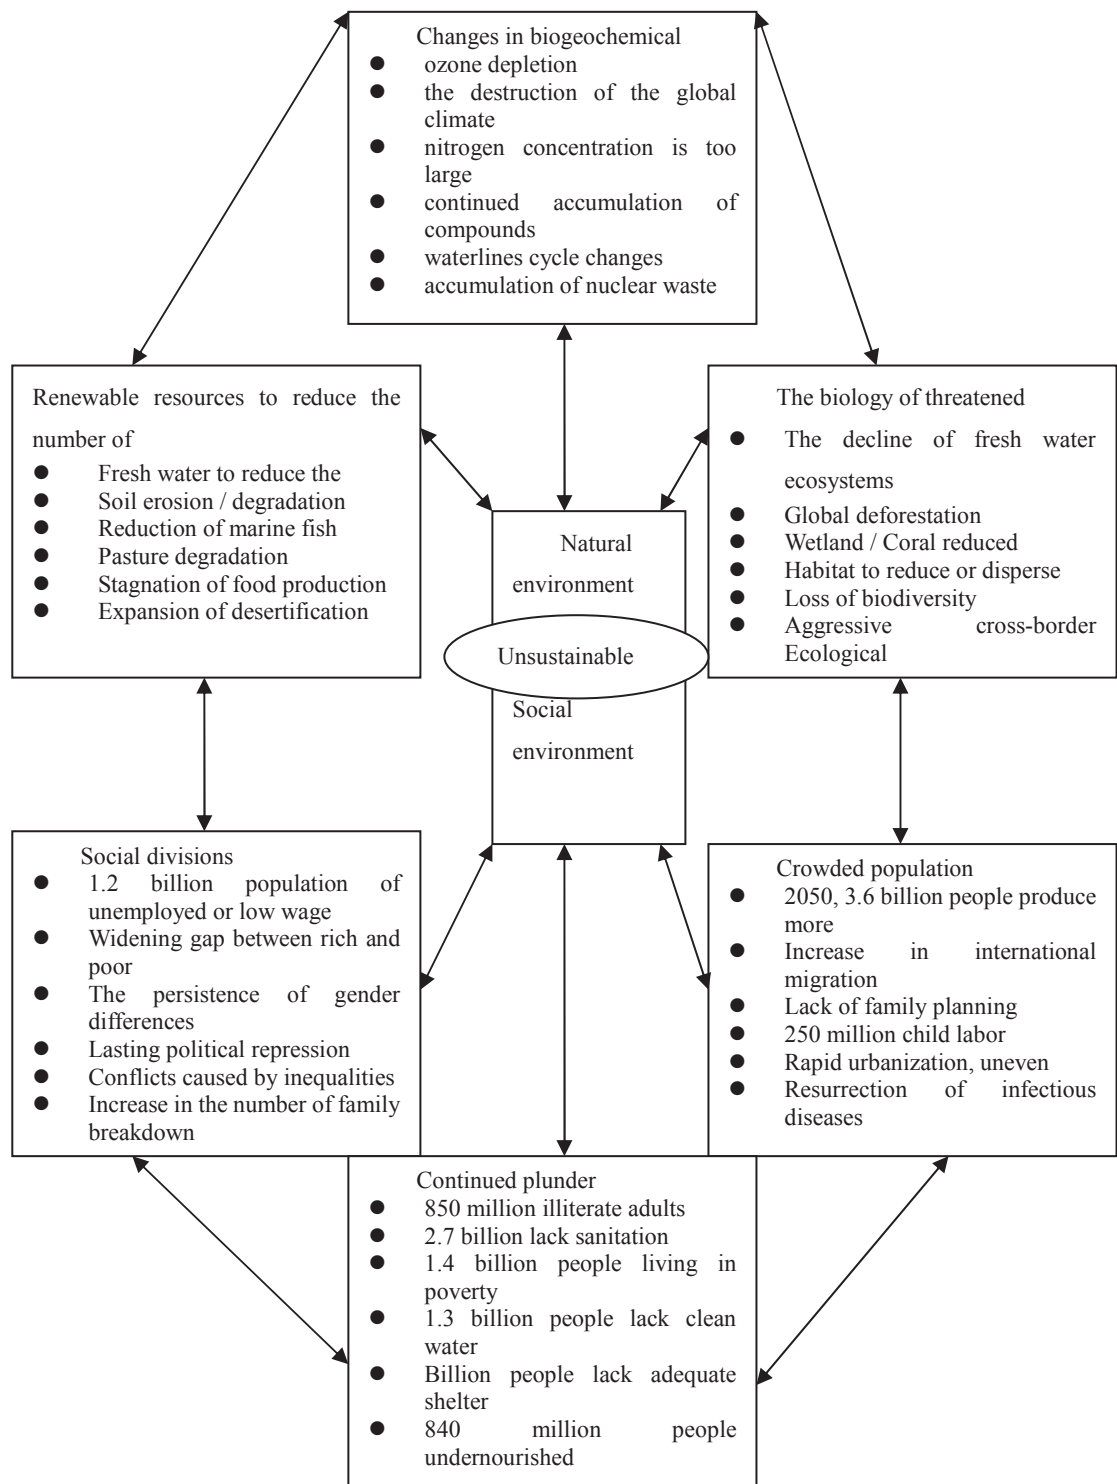 Changes in biogeochemical
● ozone depletion
● the destruction of the global
climate
● nitrogen concentration is too
large
● continued accumulation of
compounds
● waterlines cycle changes
● accumulation of nuclear waste
Renewable resources to reduce the
number of
● Fresh water to reduce the
● Soil erosion / degradation
● Reduction of marine fish
● Pasture degradation
● Stagnation of food production
● Expansion of desertification
The biology of threatened
● The decline of fresh water
ecosystems
● Global deforestation
● Wetland / Coral reduced
● Habitat to reduce or disperse
● Loss of biodiversity
● Aggressive cross-border
Ecological
Natural
environment
Unsustainable
Social
environment
Social divisions
● 1.2 billion population of
unemployed or low wage
● Widening gap between rich and
poor
● The persistence of gender
differences
● Lasting political repression
● Conflicts caused by inequalities
● Increase in the number of family
breakdown
Crowded population
● 2050, 3.6 billion people produce
more
● Increase in international
migration
● Lack of family planning
● 250 million child labor
● Rapid urbanization, uneven
● Resurrection of infectious
diseases
Continued plunder
● 850 million illiterate adults
● 2.7 billion lack sanitation
● 1.4 billion people living in
poverty
● 1.3 billion people lack clean
water
● Billion people lack adequate
shelter
● 840 million people
undernourished